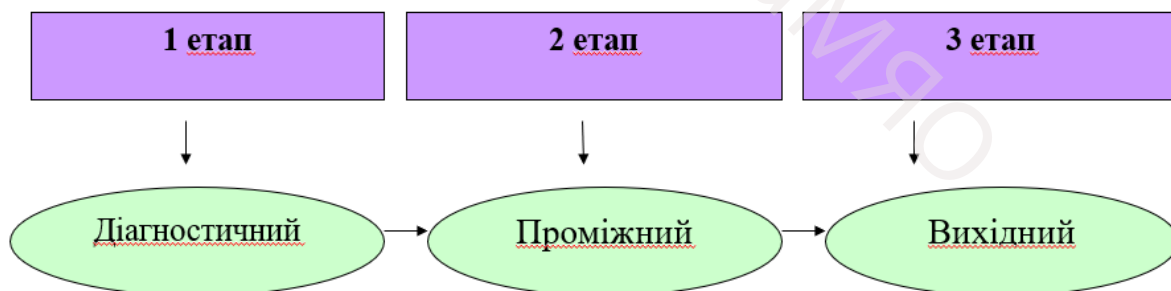 1 етап
2 етап
3 етап
Діагностичний
Проміжний
Вихідний